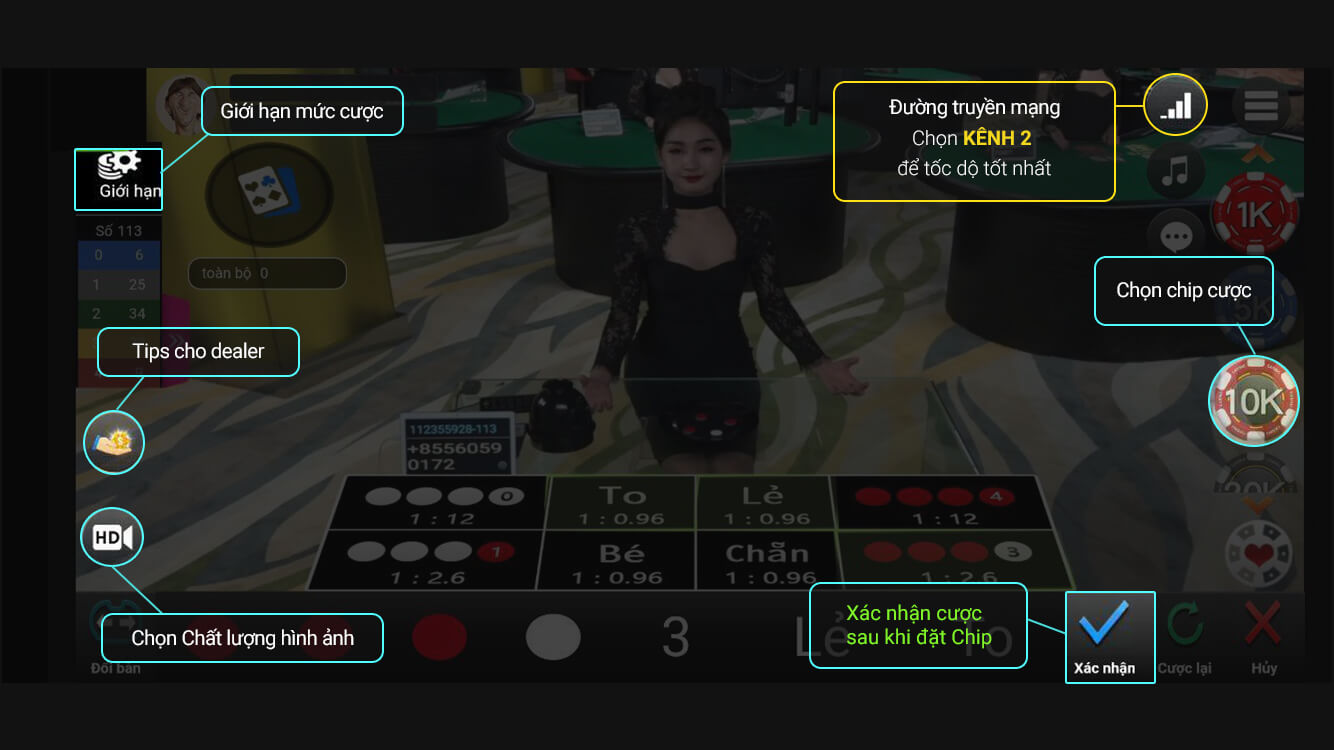 Giới hạn mức cược
Đường truyền mạng
Chọn KÊNH 2
để tốc dộ tốt nhất
Giới hạn
Số 113
0 6
1 25
2 34
toàn bộ 0
1K
Chọn chip cược
5K
Tips cho dealer
10K
112355928-113
+8556059
0172
20K
HD
0
1 : 12
To
1 : 0.96
Lẻ
1 : 0.96
4
1 : 12
1
1 : 2.6
Bé
1 : 0.96
Chẵn
1 : 0.96
3
1 : 2.6
Chọn Chất lượng hình ảnh
3
Lẻ
To
Xác nhận cược
sau khi đặt Chip
Đổi bàn
Xác nhận
Cược lại
Hủy